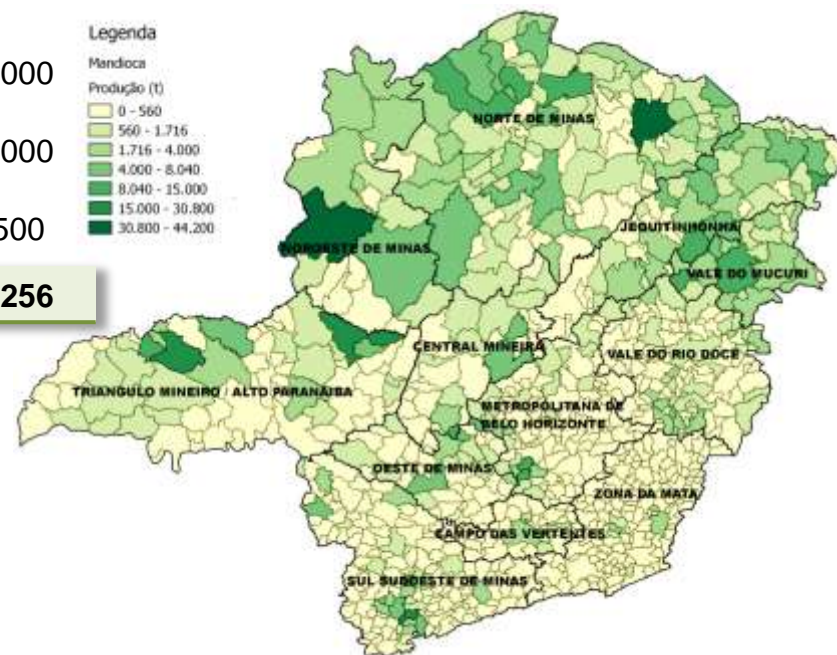 Legenda
Mandioca
Produção (t)
0 - 560
560 - 1.716
1.716 - 4.000
4.000 - 8.040
8.040 - 15.000
15.000 - 30.800
30.800 - 44.200
000
000
500
256
NORTE DE MINAS
JEQUITINHONHA
NOROESTE DE MINAS
VALE DO MUCURI
CENTRAL MINEIRA
VALE DO RIO DOCE
TRIANGULO MINEIRO / ALTO PARANAIBA
METROPOLITANA DE
BELO HORIZONTE
OESTE DE MINAS
ZONA DA MATA
CAMPO DAS VERTENTES
SUL SUDOESTE DE MINAS